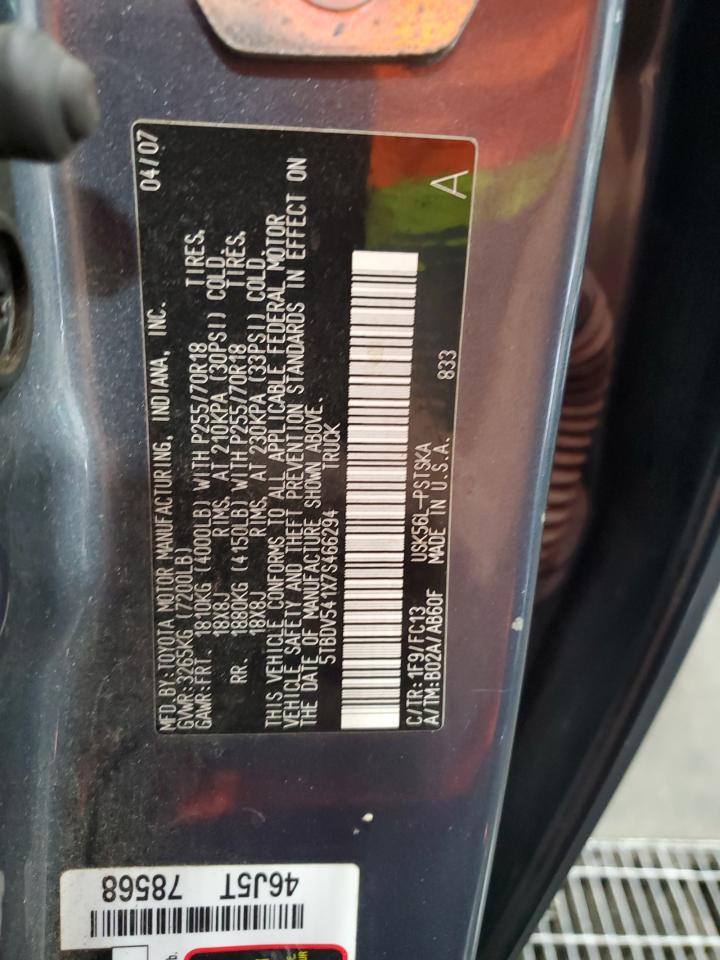 MFD.BY:TOYOTA MOTOR MANUFACTURING, INDIANA, INC. 04/07
GVWR:3265KG (7200LB)
GAWR:FRT. 1810KG (4000LB) WITH P255/70R18 TIRES,
18X8J RIMS, AT 210KPA (30PSI) COLD.
RR. 1880KG (4150LB) WITH P255/70R18 TIRES,
18X8J RIMS, AT 230KPA (33PSI) COLD.
THIS VEHICLE CONFORMS TO ALL APPLICABLE FEDERAL MOTOR
VEHICLE SAFETY AND THEFT PREVENTION STANDARDS IN EFFECT ON
THE DATE OF MANUFACTURE SHOWN ABOVE.
5TBDV541X7S466294 TRUCK
C/TR:1F9/FC13 USK56L-PSTSKA 833
A/TM:B02A/AB60F MADE IN U.S.A.
A
46J5T 78568